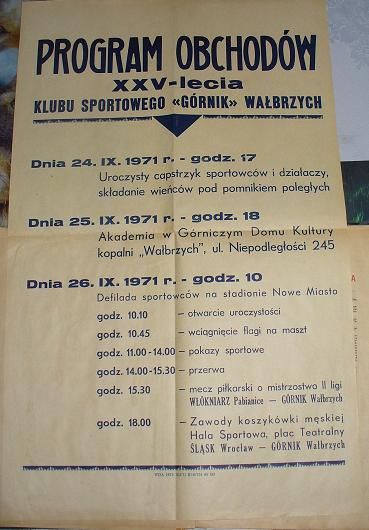 PROGRAM OBCHODÓW
XXV-lecia
KLUBU SPORTOWEGO «GÓRNIK» WAŁBRZYCH
Dnia 24. IX. 1971 r. - godz. 17
Uroczysty capstrzyk sportowców i działaczy,
składanie wieńców pod pomnikiem poległych
Dnia 25. IX. 1971 r. - godz. 18
Akademia w Górniczym Domu Kultury
kopalni „Wałbrzych", ul. Niepodległości 245
Dnia 26. IX. 1971 r. - godz. 10
Defilada sportowców na stadionie Nowe Miasto
godz. 10.10 – otwarcie uroczystości
godz. 10.45 – wciągnięcie flagi na maszt
godz. 11.00-14.00 – pokazy sportowe
godz. 14.00-15.30 – przerwa
godz. 15.30 – mecz piłkarski o mistrzostwo II ligi
WŁÓKNIARZ Pabianice — GÓRNIK Wałbrzych
godz. 18.00 – Zawody koszykówki męskiej
Hala Sportowa, plac Teatralny
ŚLĄSK Wrocław — GÓRNIK Wałbrzych